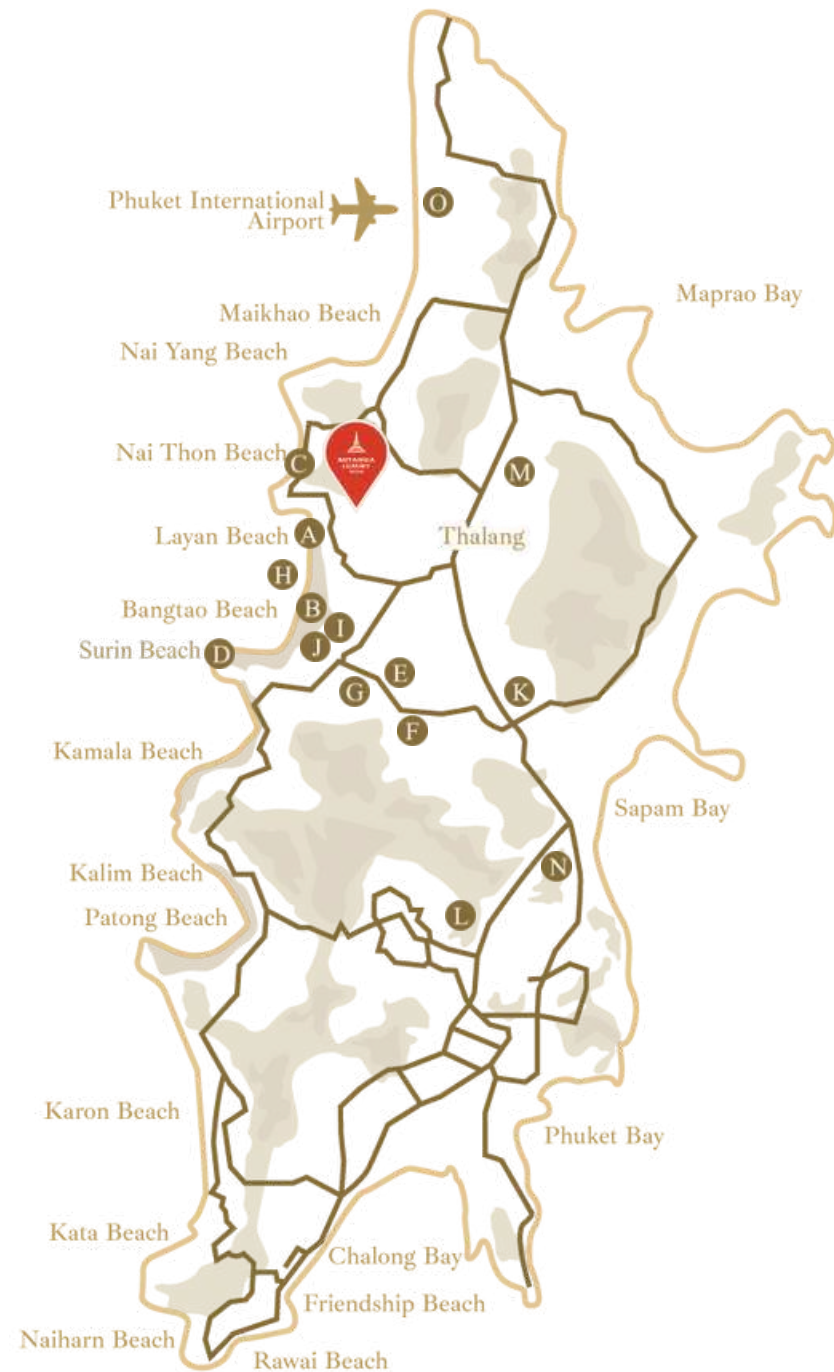 Phuket International
Airport
O
Maprao Bay
Maikhao Beach
Nai Yang Beach
Nai Thon Beach
C
M
Layan Beach
A
Thalang
H
Bangtao Beach
B
I
Surin Beach
D
J
E
G
K
F
Kamala Beach
Sapam Bay
Kalim Beach
N
Patong Beach
L
Karon Beach
Phuket Bay
Kata Beach
Chalong Bay
Friendship Beach
Naiharn Beach
Rawai Beach